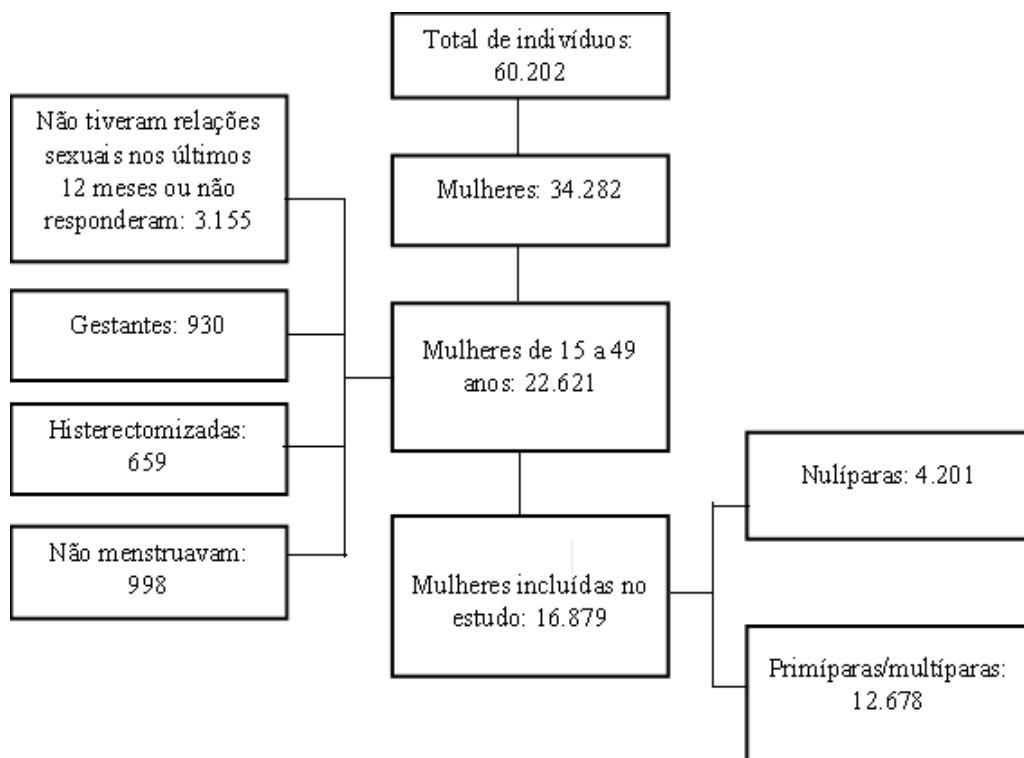 Total de indivíduos:
60.202
Não tiveram relações
sexuais nos últimos
12 meses ou não
responderam: 3.155
Mulheres: 34.282
Gestantes: 930
Mulheres de 15 a 49
anos: 22.621
Histerectomizadas:
659
Nulíparas: 4.201
Não menstruavam:
998
Mulheres incluídas no
estudo: 16.879
Primíparas/multíparas:
12.678